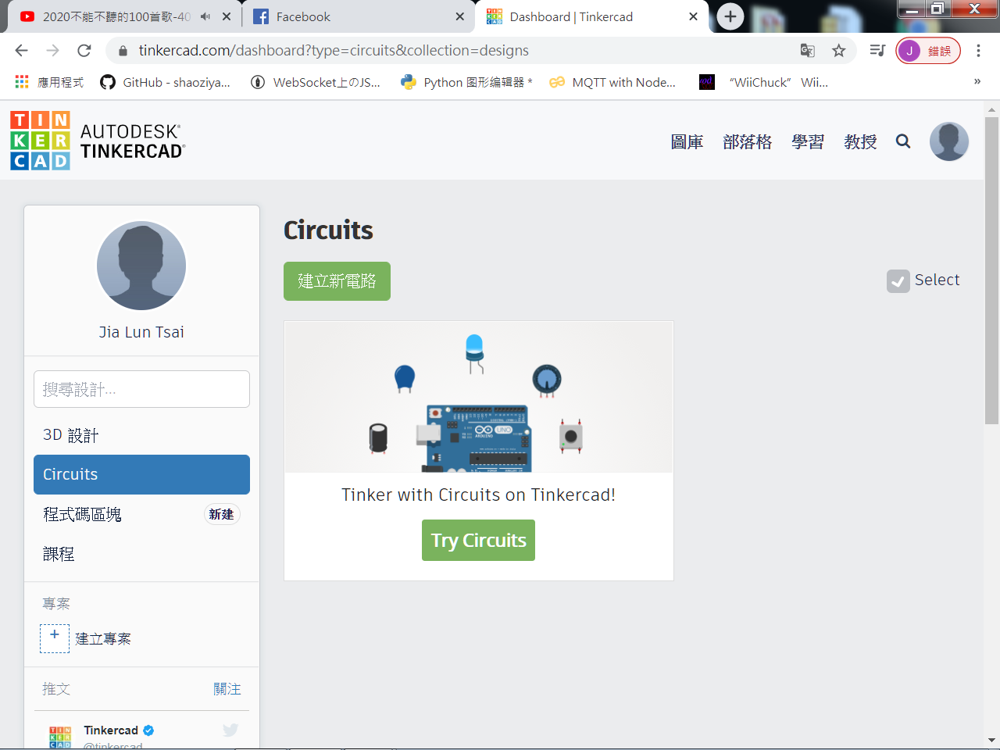 2020不能不聽的100首歌-40
Facebook
Dashboard | Tinkercad
tinkercad.com/dashboard?type=circuits&collection=designs
J 錯誤
應用程式
GitHub - shaoziya...
WebSocket上のJS...
Python 图形编辑器 *
MQTT with Node...
“WiiChuck” Wii...
»
TINKERCAD
AUTODESK®
TINKERCAD®
圖庫
部落格
學習
教授
Jia Lun Tsai
搜尋設計...
3D 設計
Circuits
程式碼區塊
新建
課程
專案
+ 建立專案
推文
關注
Tinkercad
@tinkercad
Circuits
建立新電路
Select
ARDUINO
UNO
Tinker with Circuits on Tinkercad!
Try Circuits